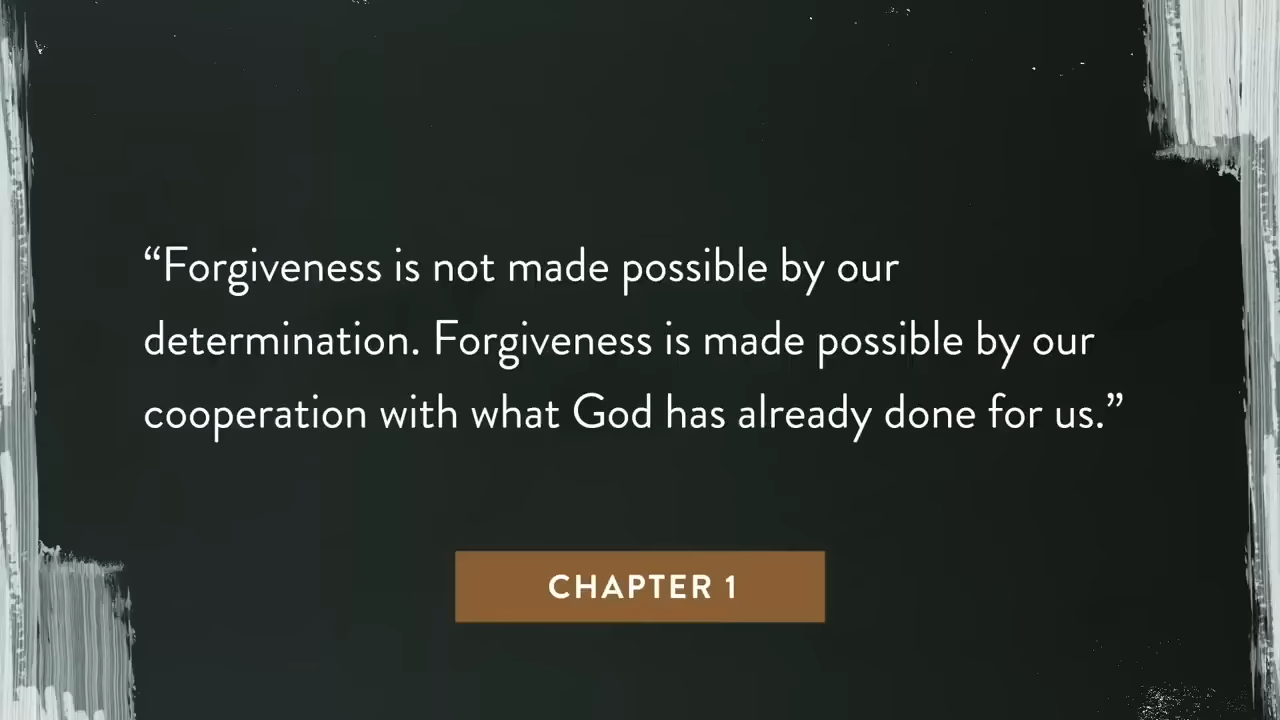 “Forgiveness is not made possible by our
determination. Forgiveness is made possible by our
cooperation with what God has already done for us.”
CHAPTER 1